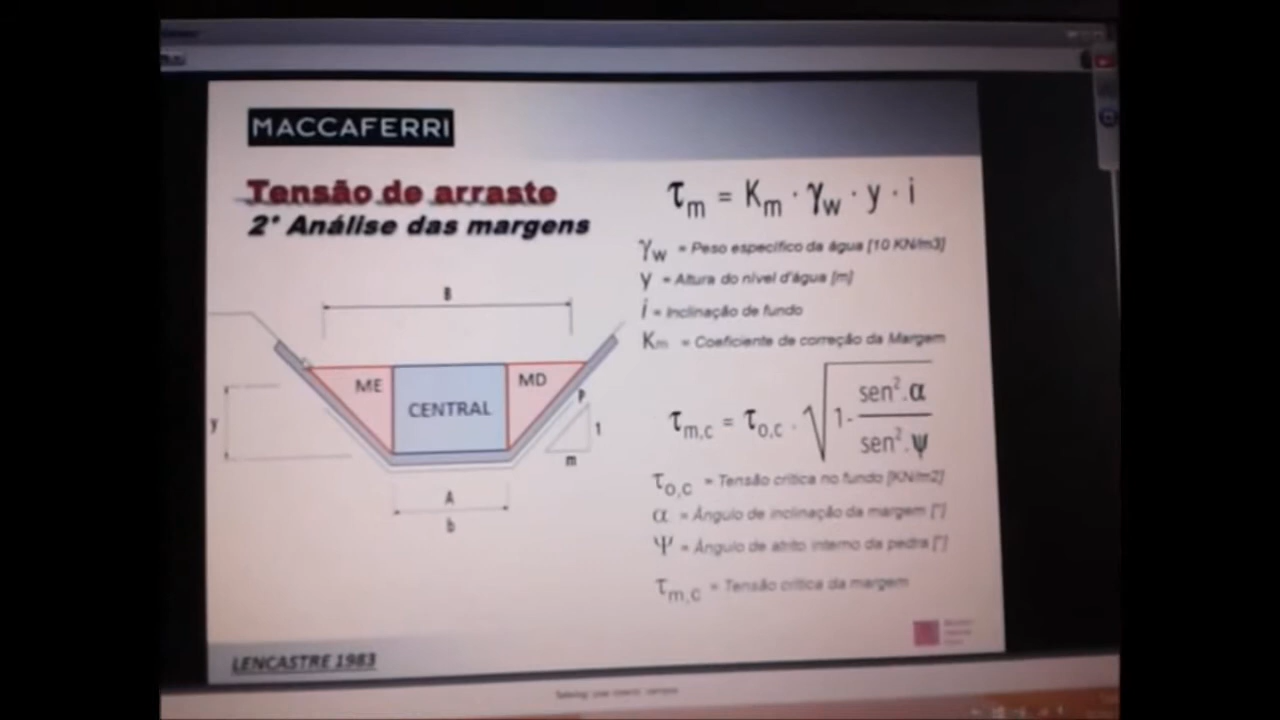 MACCAFERRI
Tensão de arraste
2° Análise das margens
τm = Km · γw · y · i
γw = Peso específico da água [10 KN/m3]
y = Altura do nível d'água [m]
i = Inclinação de fundo
Km = Coeficiente de correção da Margem
B
ME
CENTRAL
MD
y
P
1
m
A
b
τm,c = τo,c . √1- sen².α / sen².ψ
τo,c = Tensão crítica no fundo [KN/m2]
α = Ângulo de inclinação da margem [°]
Ψ = Ângulo de atrito interno da pedra [°]
τm,c = Tensão crítica da margem
LENCASTRE 1983